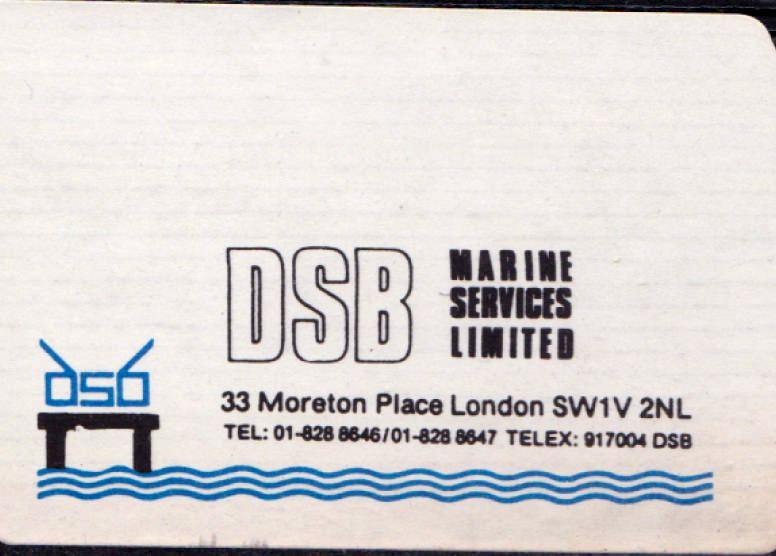 DSB
MARINE
SERVICES
LIMITED
dsb
33 Moreton Place London SW1V 2NL
TEL: 01-828 8646/01-828 8647 TELEX: 917004 DSB